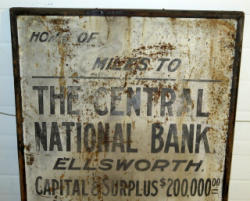 HOME OF
MILES TO
THE CENTRAL
NATIONAL BANK
ELLSWORTH.
CAPITAL & SURPLUS $200,000.00